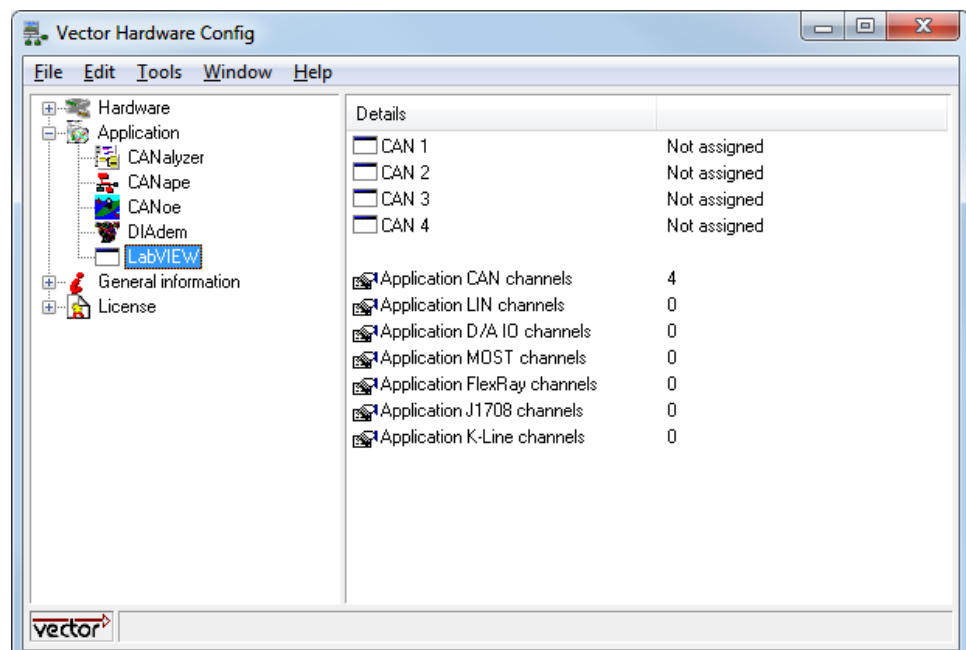 Vector Hardware Config
File Edit Tools Window Help
Hardware
Application
CANalyzer
CANape
CANoe
DIAdem
LabVIEW
General information
License
Details
CAN 1 Not assigned
CAN 2 Not assigned
CAN 3 Not assigned
CAN 4 Not assigned
Application CAN channels 4
Application LIN channels 0
Application D/A IO channels 0
Application MOST channels 0
Application FlexRay channels 0
Application J1708 channels 0
Application K-Line channels 0
vector